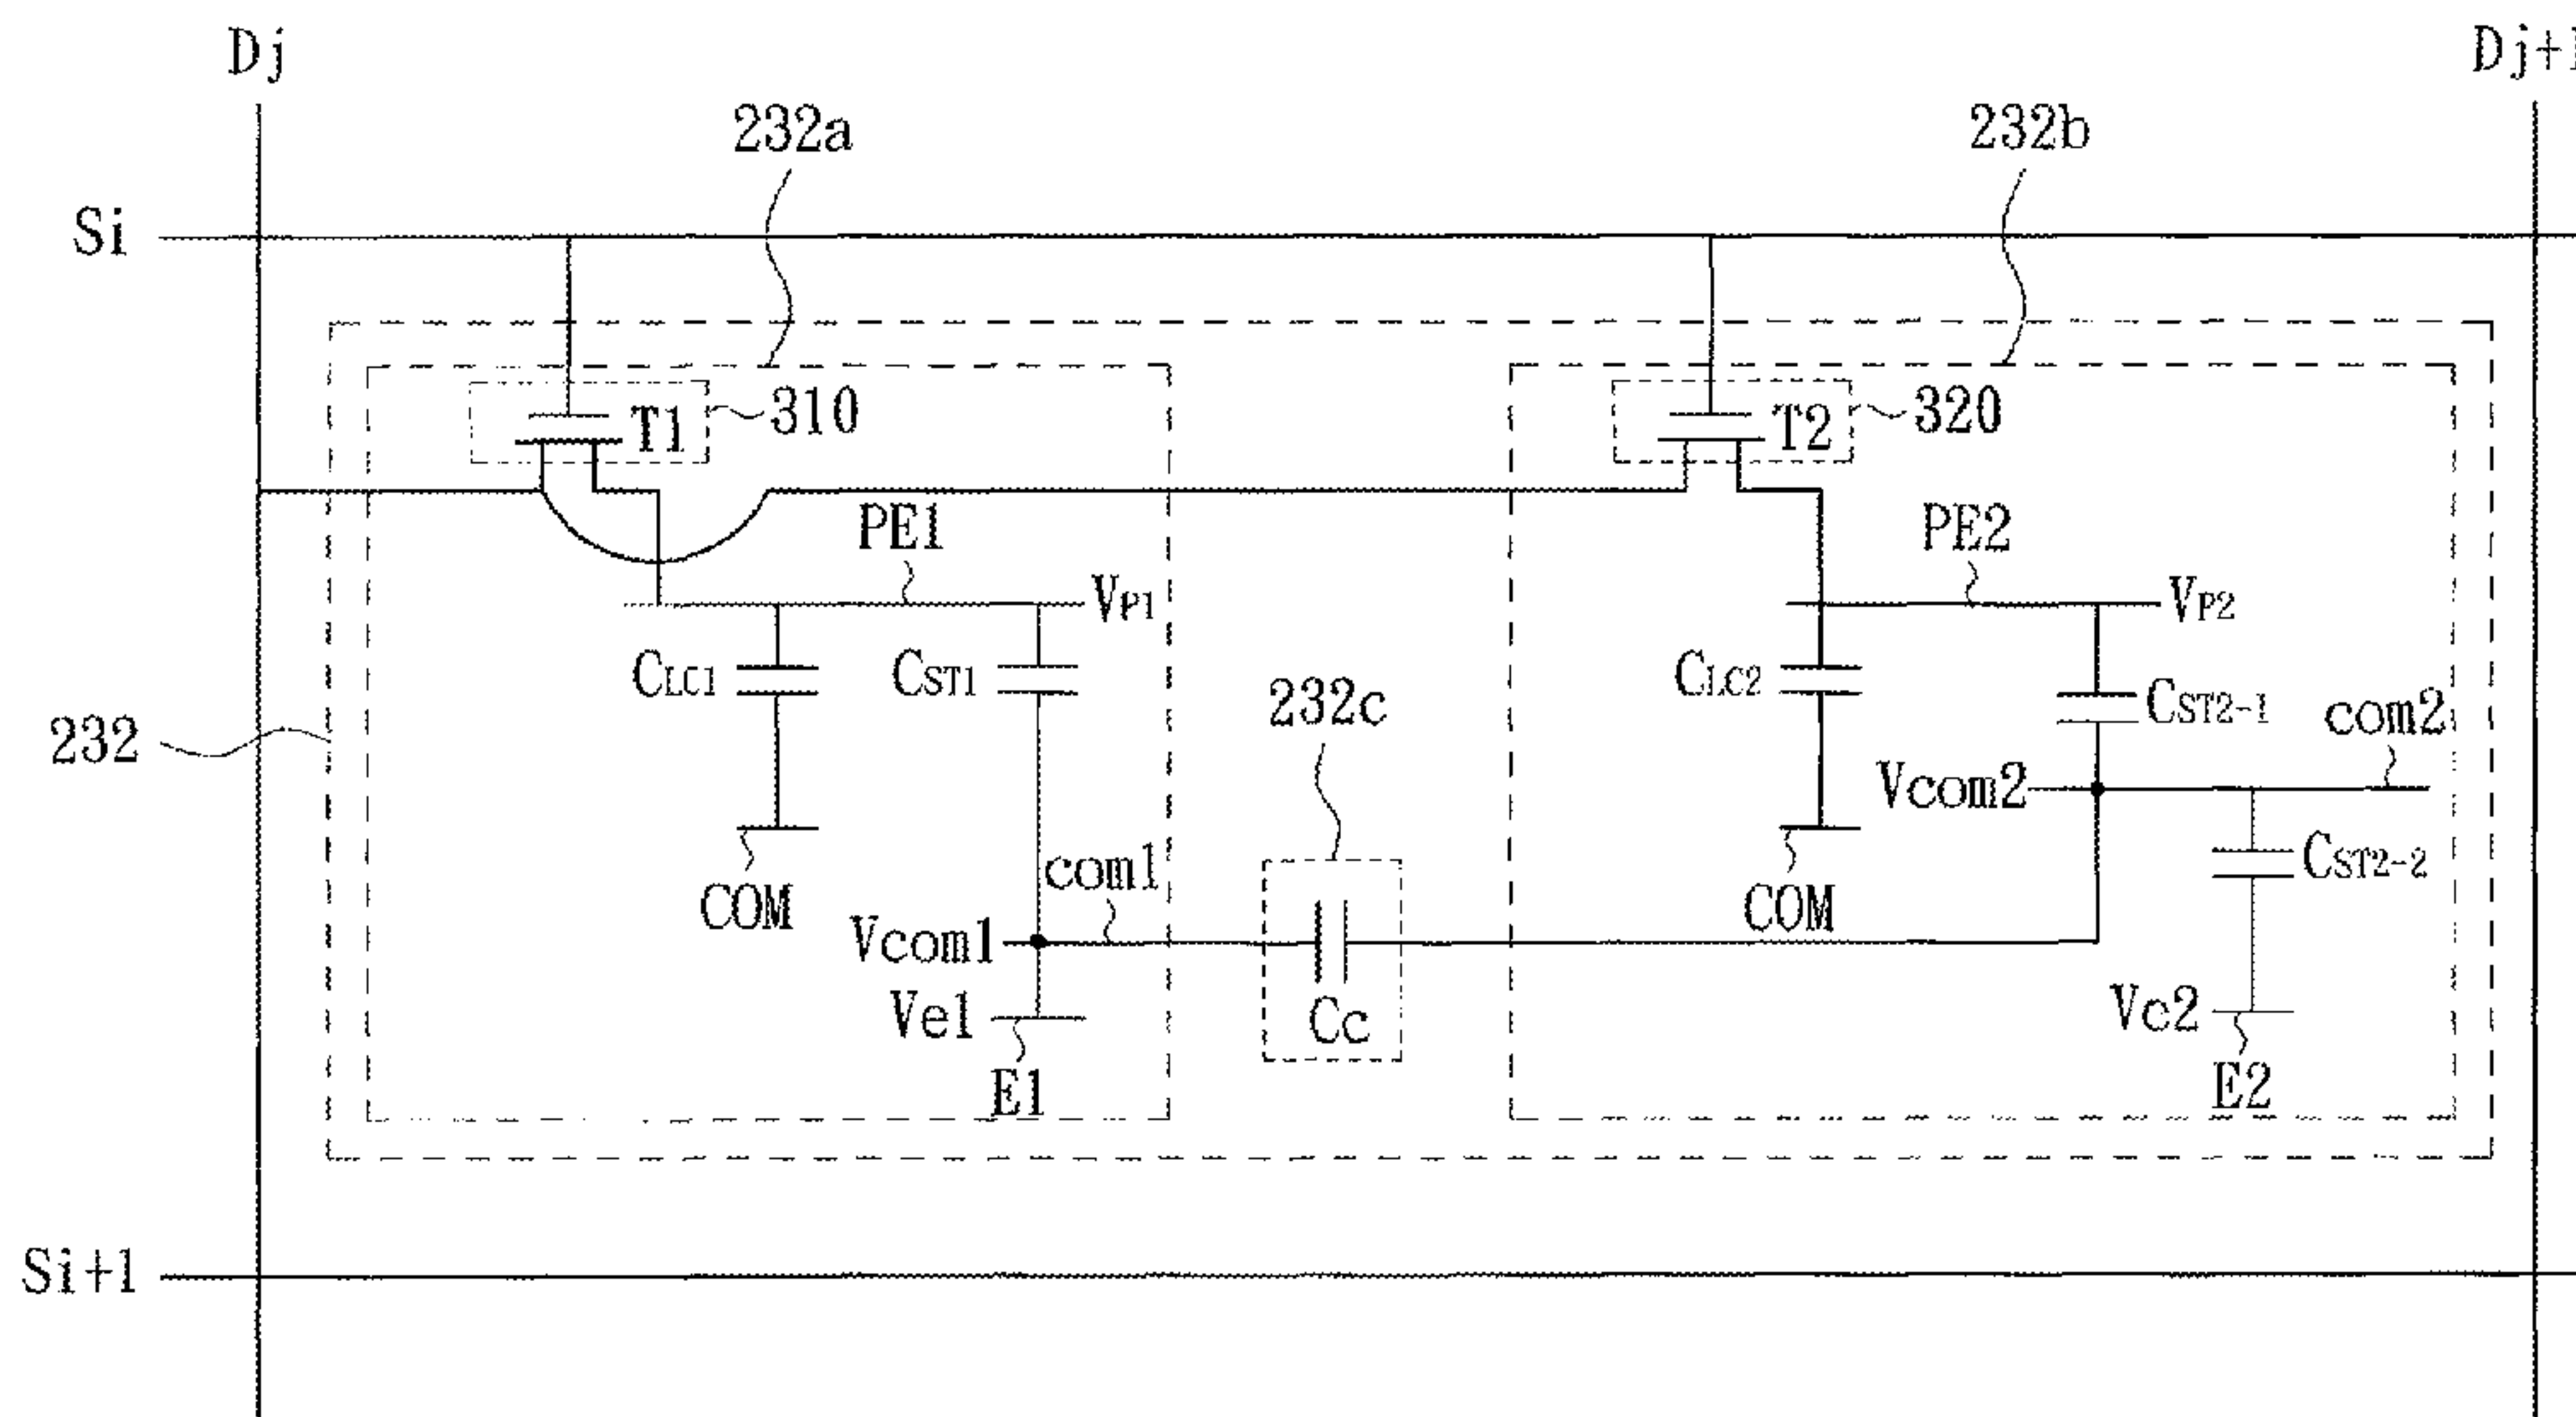 Dj
Dj+1
232a
232b
Si
T1
310
T2
320
PE1
PE2
VP1
VP2
CLC1
CST1
CLC2
CST2-1
232c
com2
232
Vcom2
com1
CST2-2
COM
COM
Vcom1
Ve1
Cc
Vc2
E1
E2
Si+1